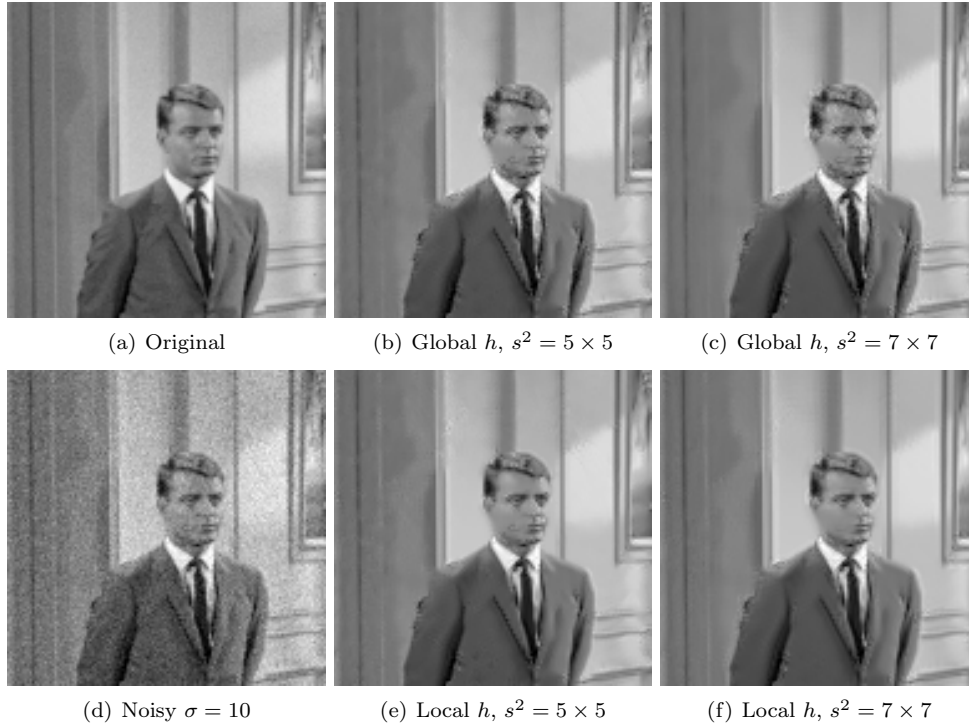 (a) Original
(b) Global h, s² = 5 × 5
(c) Global h, s² = 7 × 7
(d) Noisy σ = 10
(e) Local h, s² = 5 × 5
(f) Local h, s² = 7 × 7